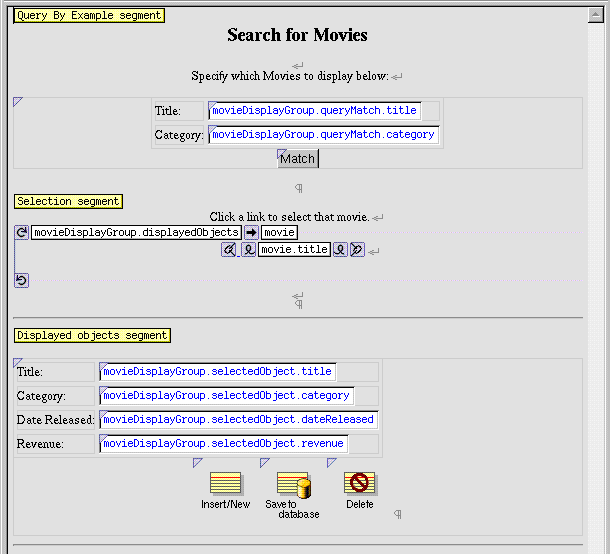 Query By Example segment
Search for Movies
Specify which Movies to display below:
Title: movieDisplayGroup.queryMatch.title
Category: movieDisplayGroup.queryMatch.category
Match
Selection segment
Click a link to select that movie.
movieDisplayGroup.displayedObjects movie
movie.title
Displayed objects segment
Title: movieDisplayGroup.selectedObject.title
Category: movieDisplayGroup.selectedObject.category
Date Released: movieDisplayGroup.selectedObject.dateReleased
Revenue: movieDisplayGroup.selectedObject.revenue
Insert/New Save to database Delete